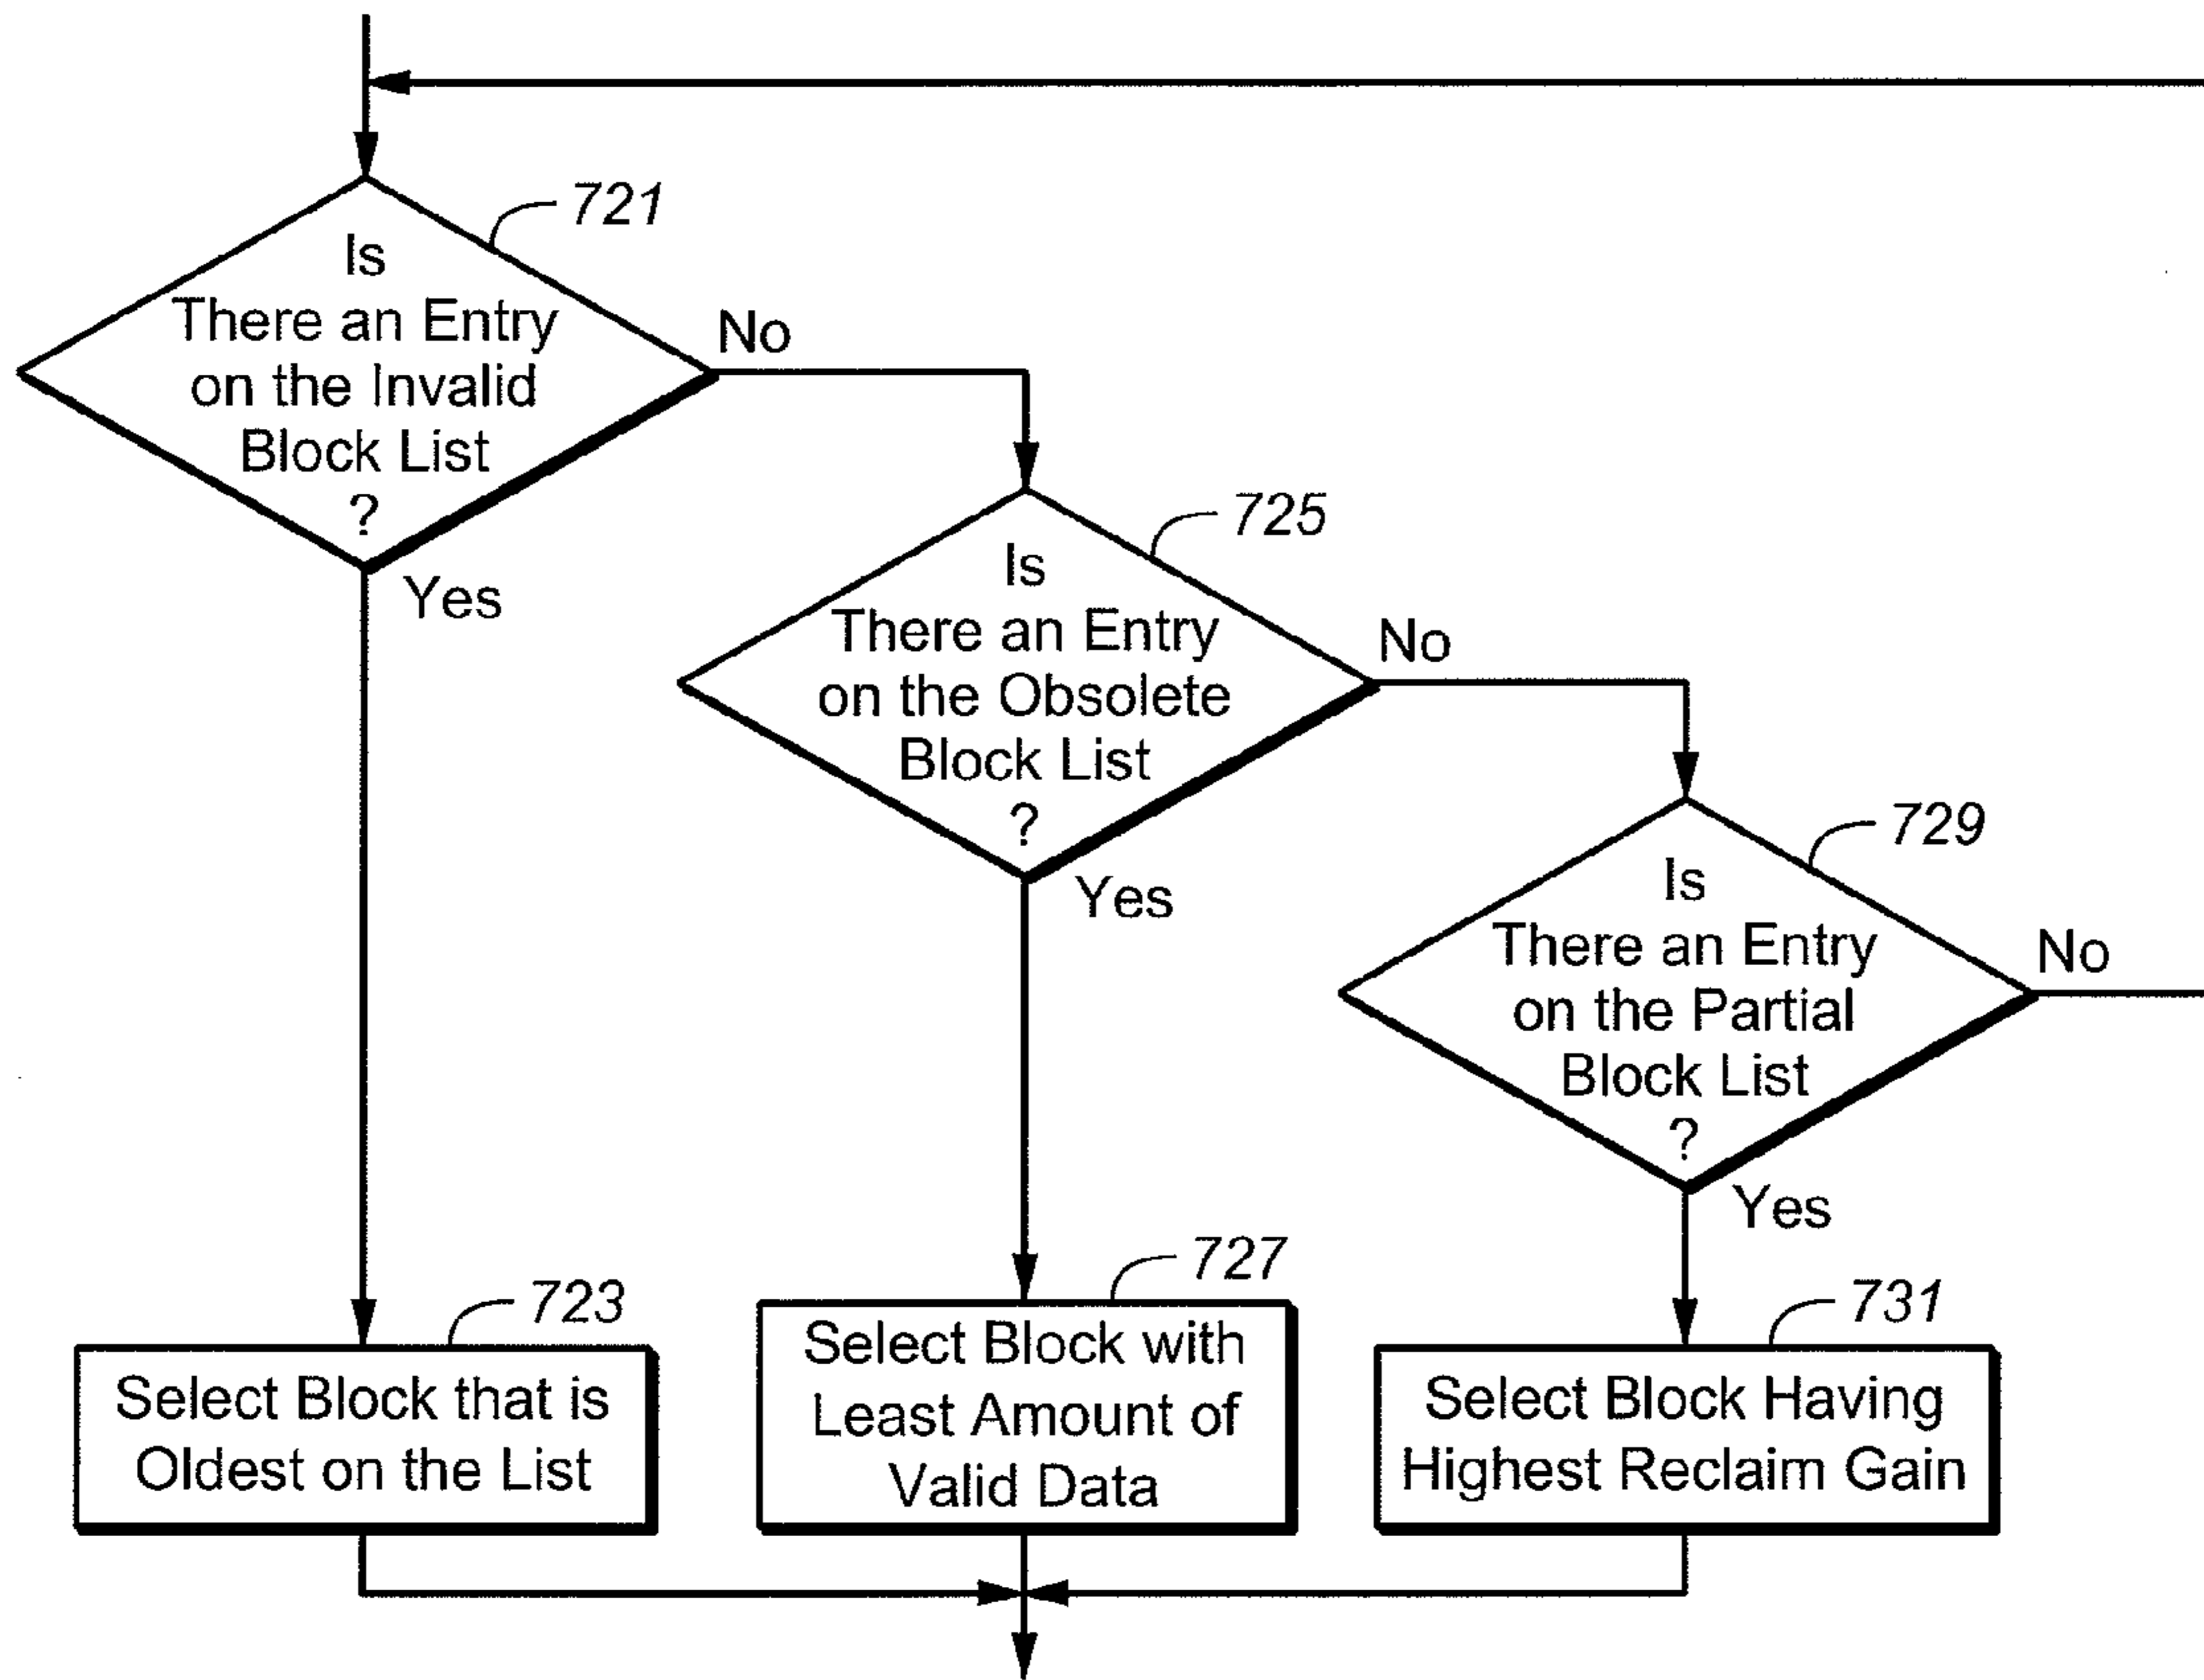 721
Is
There an Entry
on the Invalid
Block List
?
No
Yes
725
Is
There an Entry
on the Obsolete
Block List
?
No
Yes
729
Is
There an Entry
on the Partial
Block List
?
No
Yes
723
Select Block that is
Oldest on the List
727
Select Block with
Least Amount of
Valid Data
731
Select Block Having
Highest Reclaim Gain